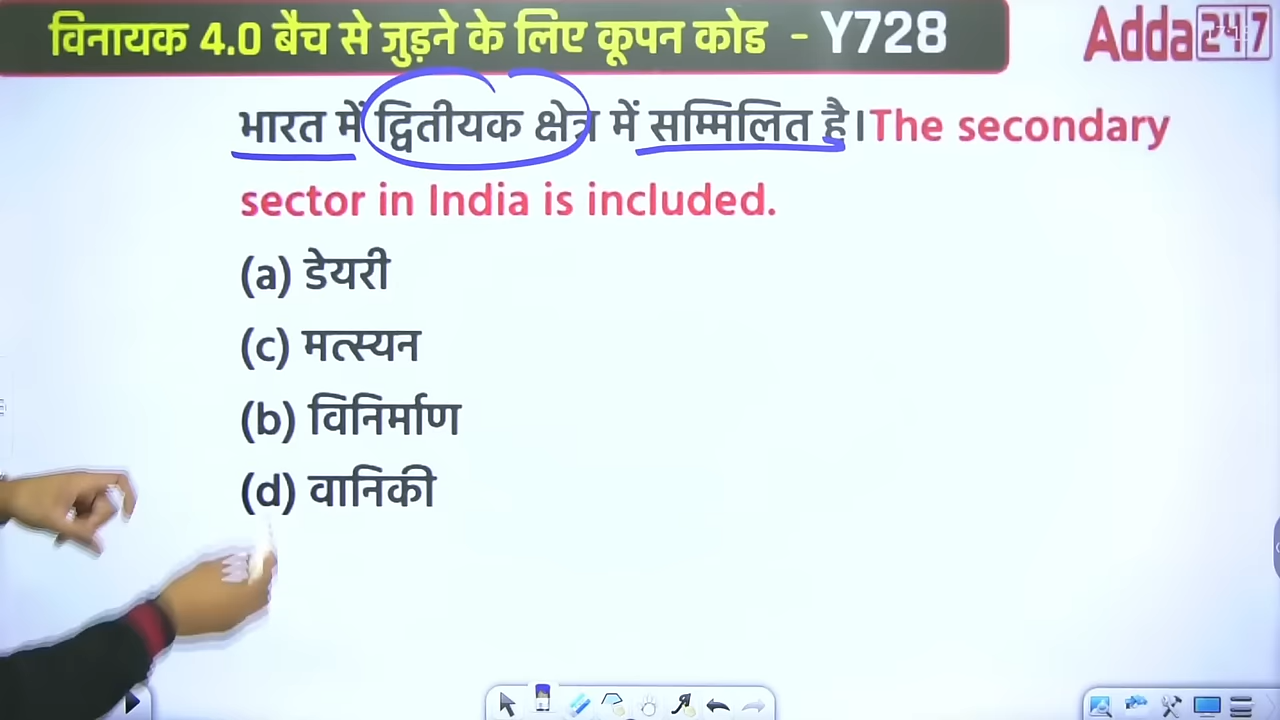 विनायक 4.0 बैच से जुड़ने के लिए कूपन कोड - Y728
Adda247
भारत में द्वितीयक क्षेत्र में सम्मिलित है।The secondary
sector in India is included.
(a) डेयरी
(c) मत्स्यन
(b) विनिर्माण
(d) वानिकी